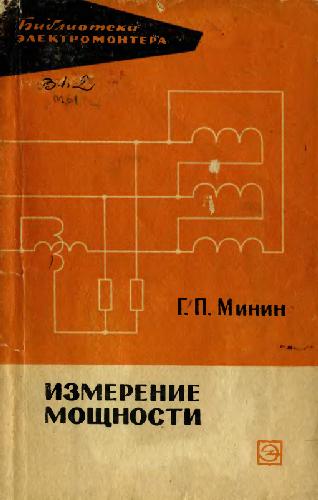 Библиотека
ЭЛЕКТРОМОНТЕРА
Г. П. Минин
ИЗМЕРЕНИЕ
МОЩНОСТИ